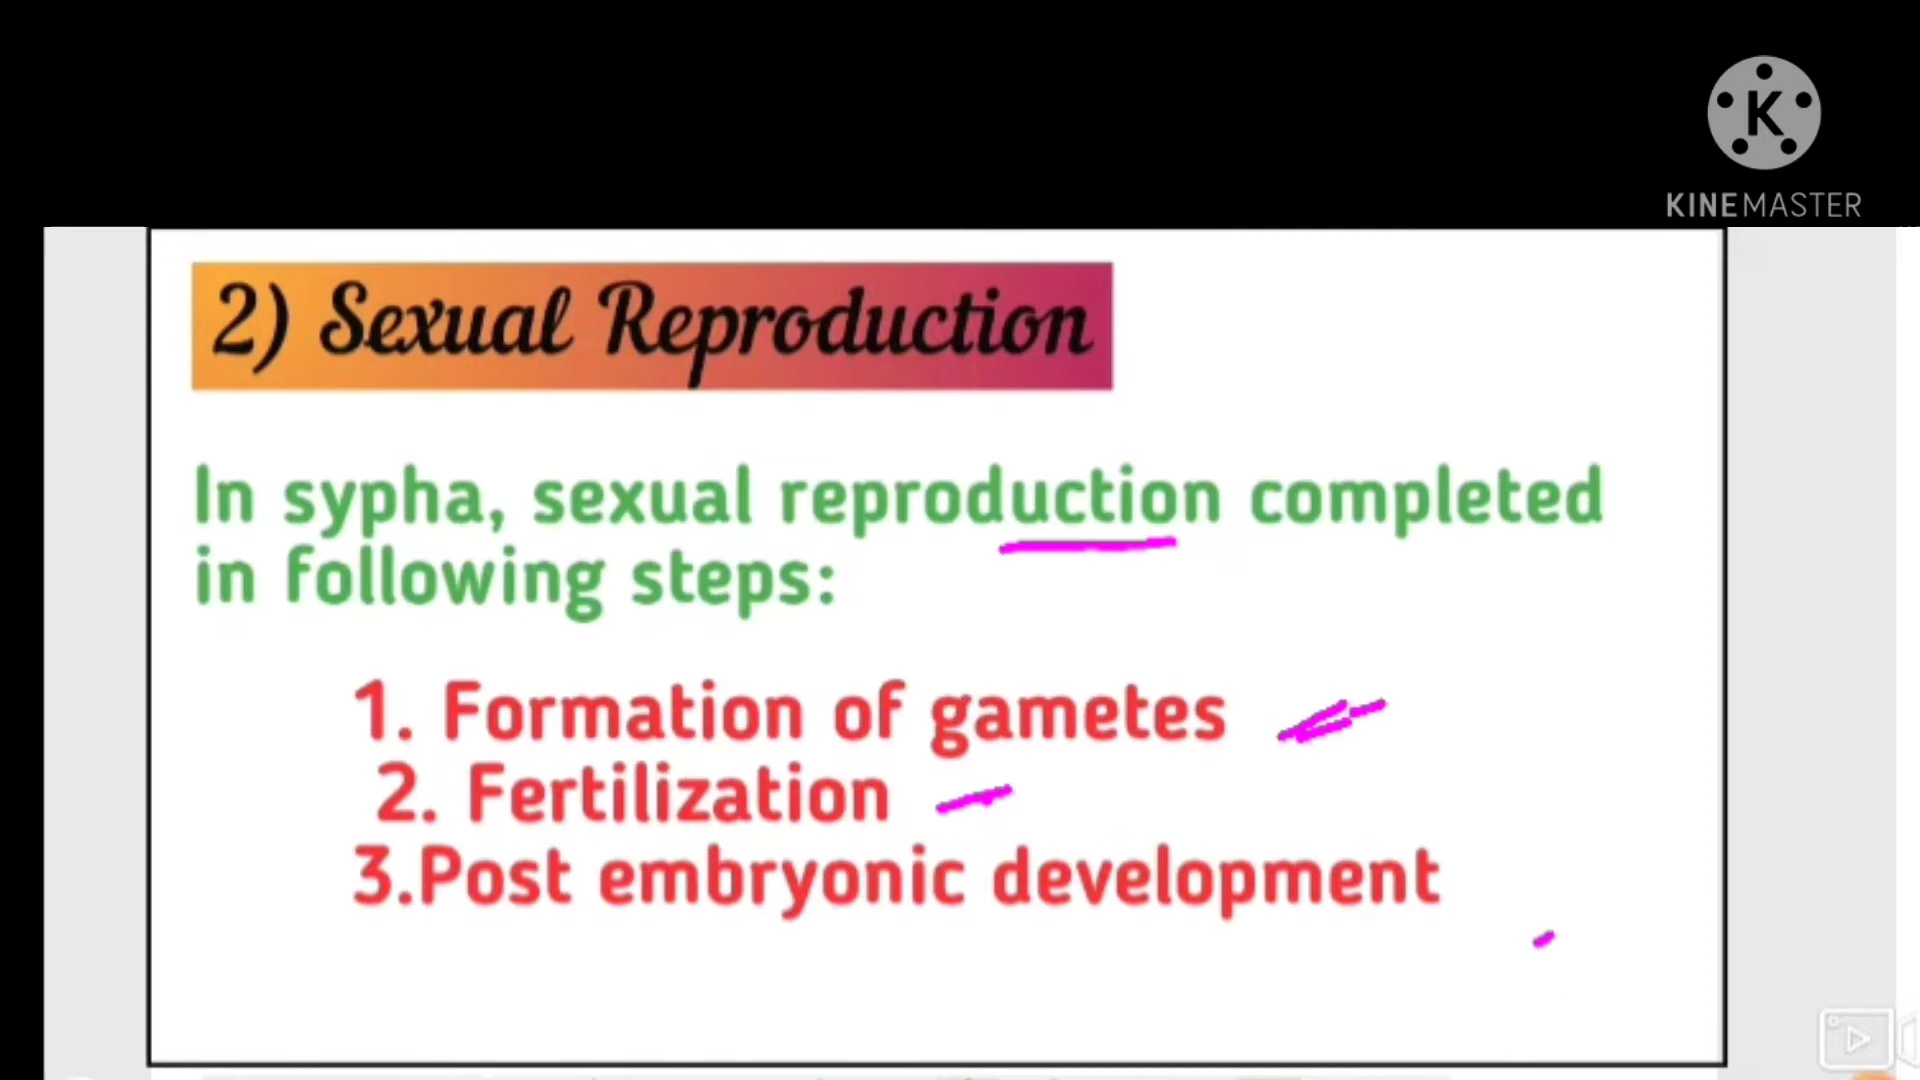 K
KINEMASTER
2) Sexual Reproduction
In sypha, sexual reproduction completed
in following steps:
1. Formation of gametes
2. Fertilization
3.Post embryonic development